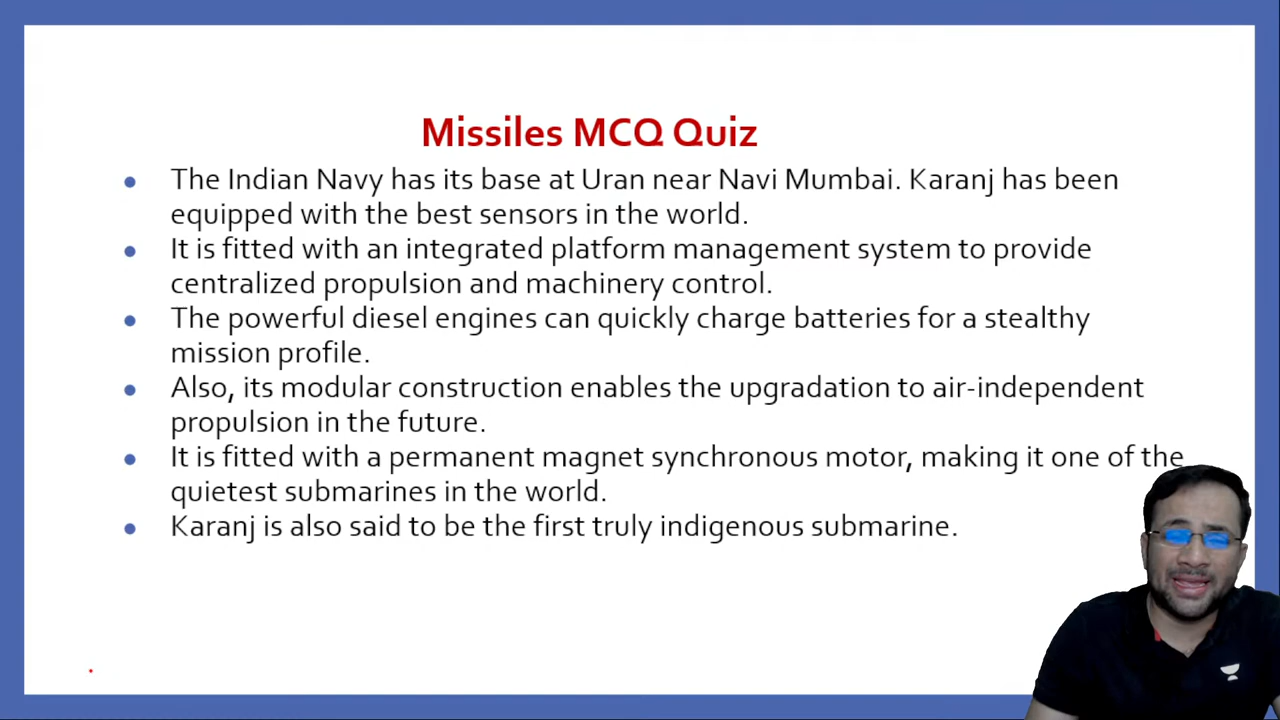 Missiles MCQ Quiz
The Indian Navy has its base at Uran near Navi Mumbai. Karanj has been
equipped with the best sensors in the world.
It is fitted with an integrated platform management system to provide
centralized propulsion and machinery control.
The powerful diesel engines can quickly charge batteries for a stealthy
mission profile.
Also, its modular construction enables the upgradation to air-independent
propulsion in the future.
It is fitted with a permanent magnet synchronous motor, making it one of the
quietest submarines in the world.
Karanj is also said to be the first truly indigenous submarine.